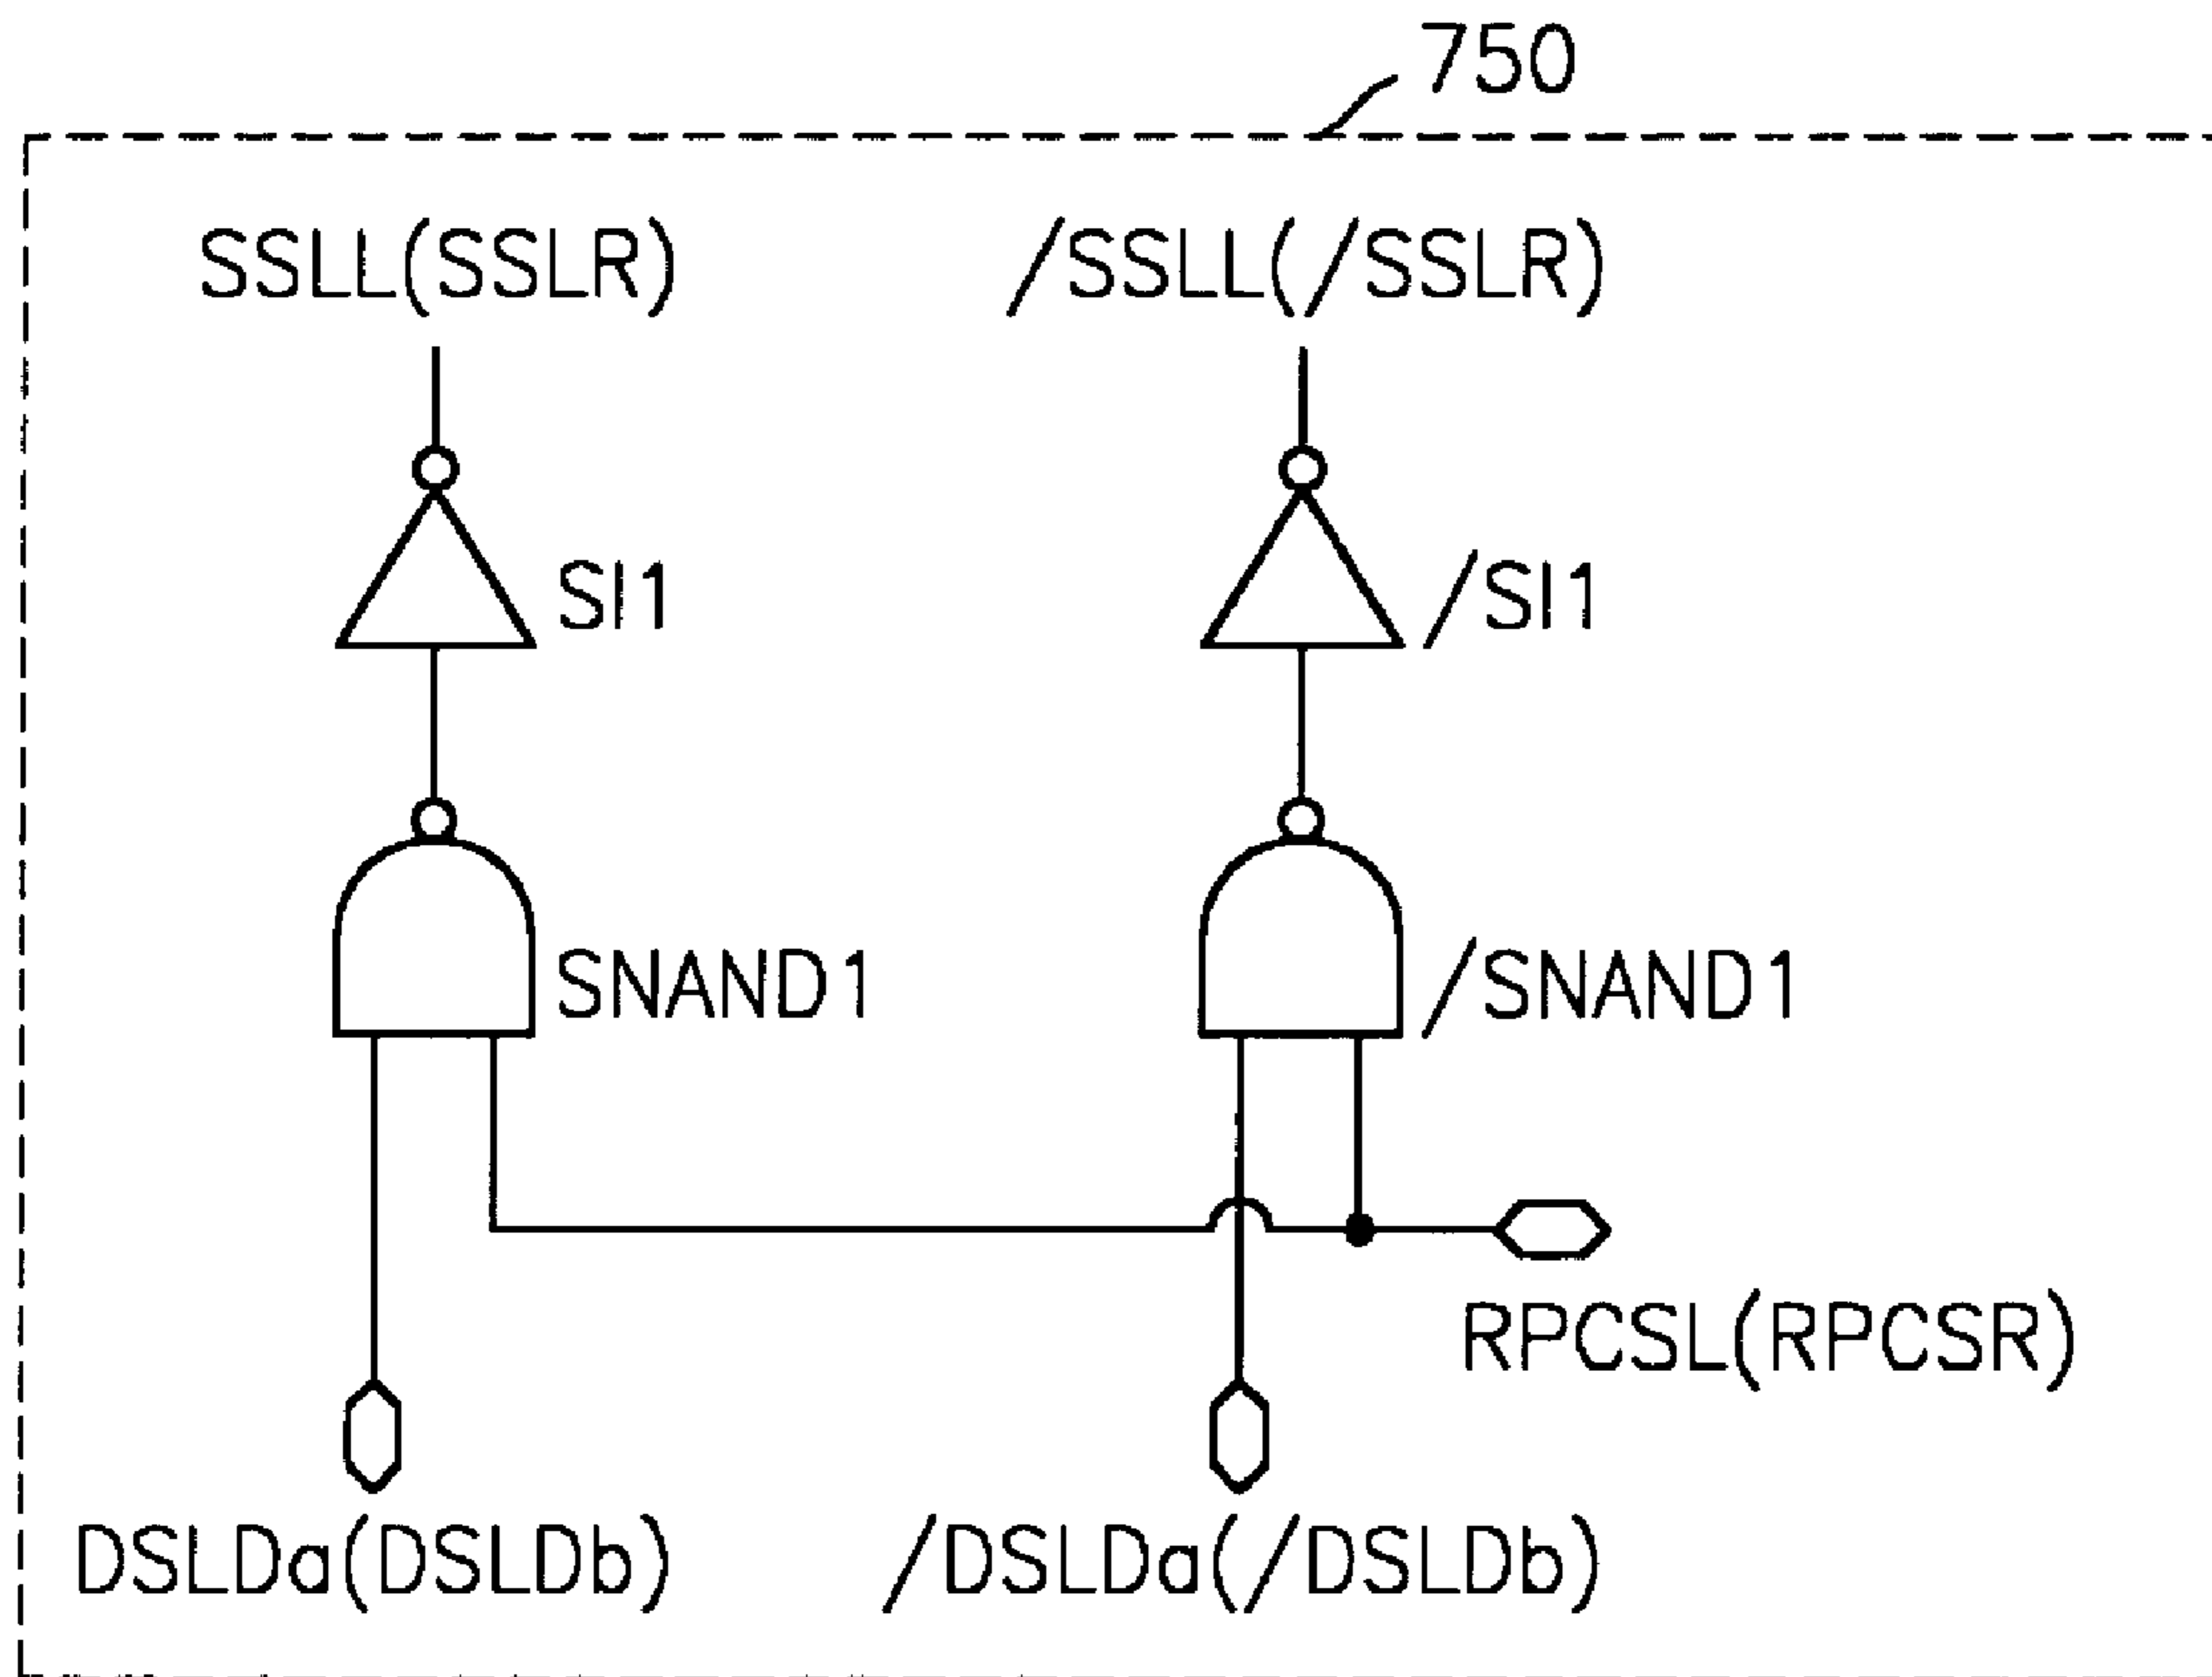 750
SSLL(SSLR)
/SSLL(/SSLR)
SI1
/SI1
SNAND1
/SNAND1
RPCSL(RPCSR)
DSLDa(DSLDb)
/DSLDa(/DSLDb)